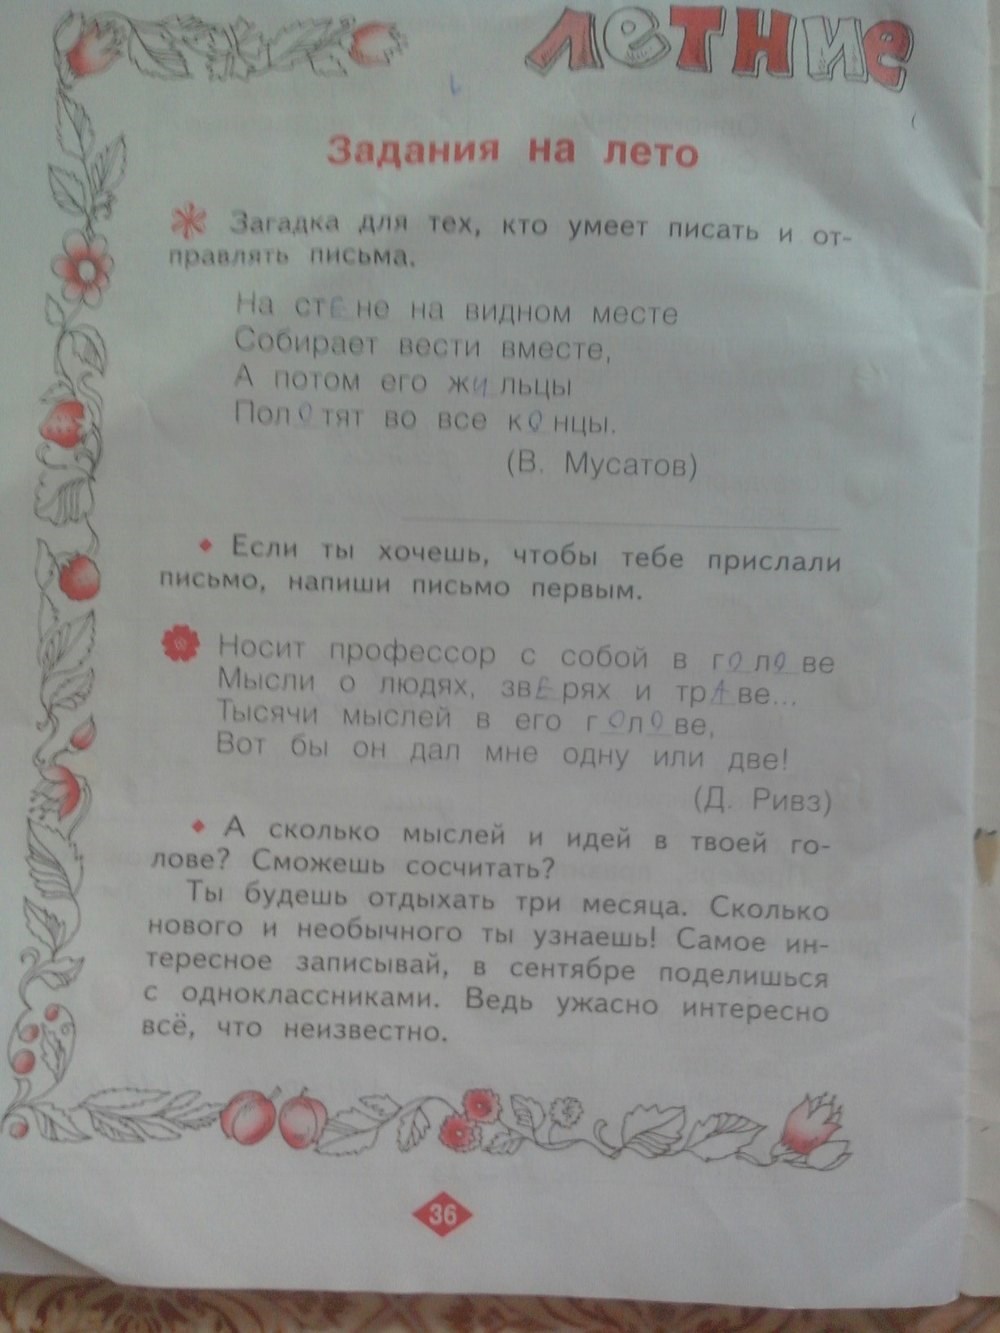 ЛЕТНИЕ
Задания на лето
Загадка для тех, кто умеет писать и от-
правлять письма.
На стЕне на видном месте
Собирает вести вместе,
А потом его жильцы
Полотят во все концы.
(В. Мусатов)
Если ты хочешь, чтобы тебе прислали
письмо, напиши письмо первым.
Носит профессор с собой в голове
Мысли о людях, звЕрях и трАве...
Тысячи мыслей в его голове,
Вот бы он дал мне одну или две!
(Д. Ривз)
А сколько мыслей и идей в твоей го-
лове? Сможешь сосчитать?
Ты будешь отдыхать три месяца. Сколько
нового и необычного ты узнаешь! Самое ин-
тересное записывай, в сентябре поделишься
с одноклассниками. Ведь ужасно интересно
всё, что неизвестно.
36